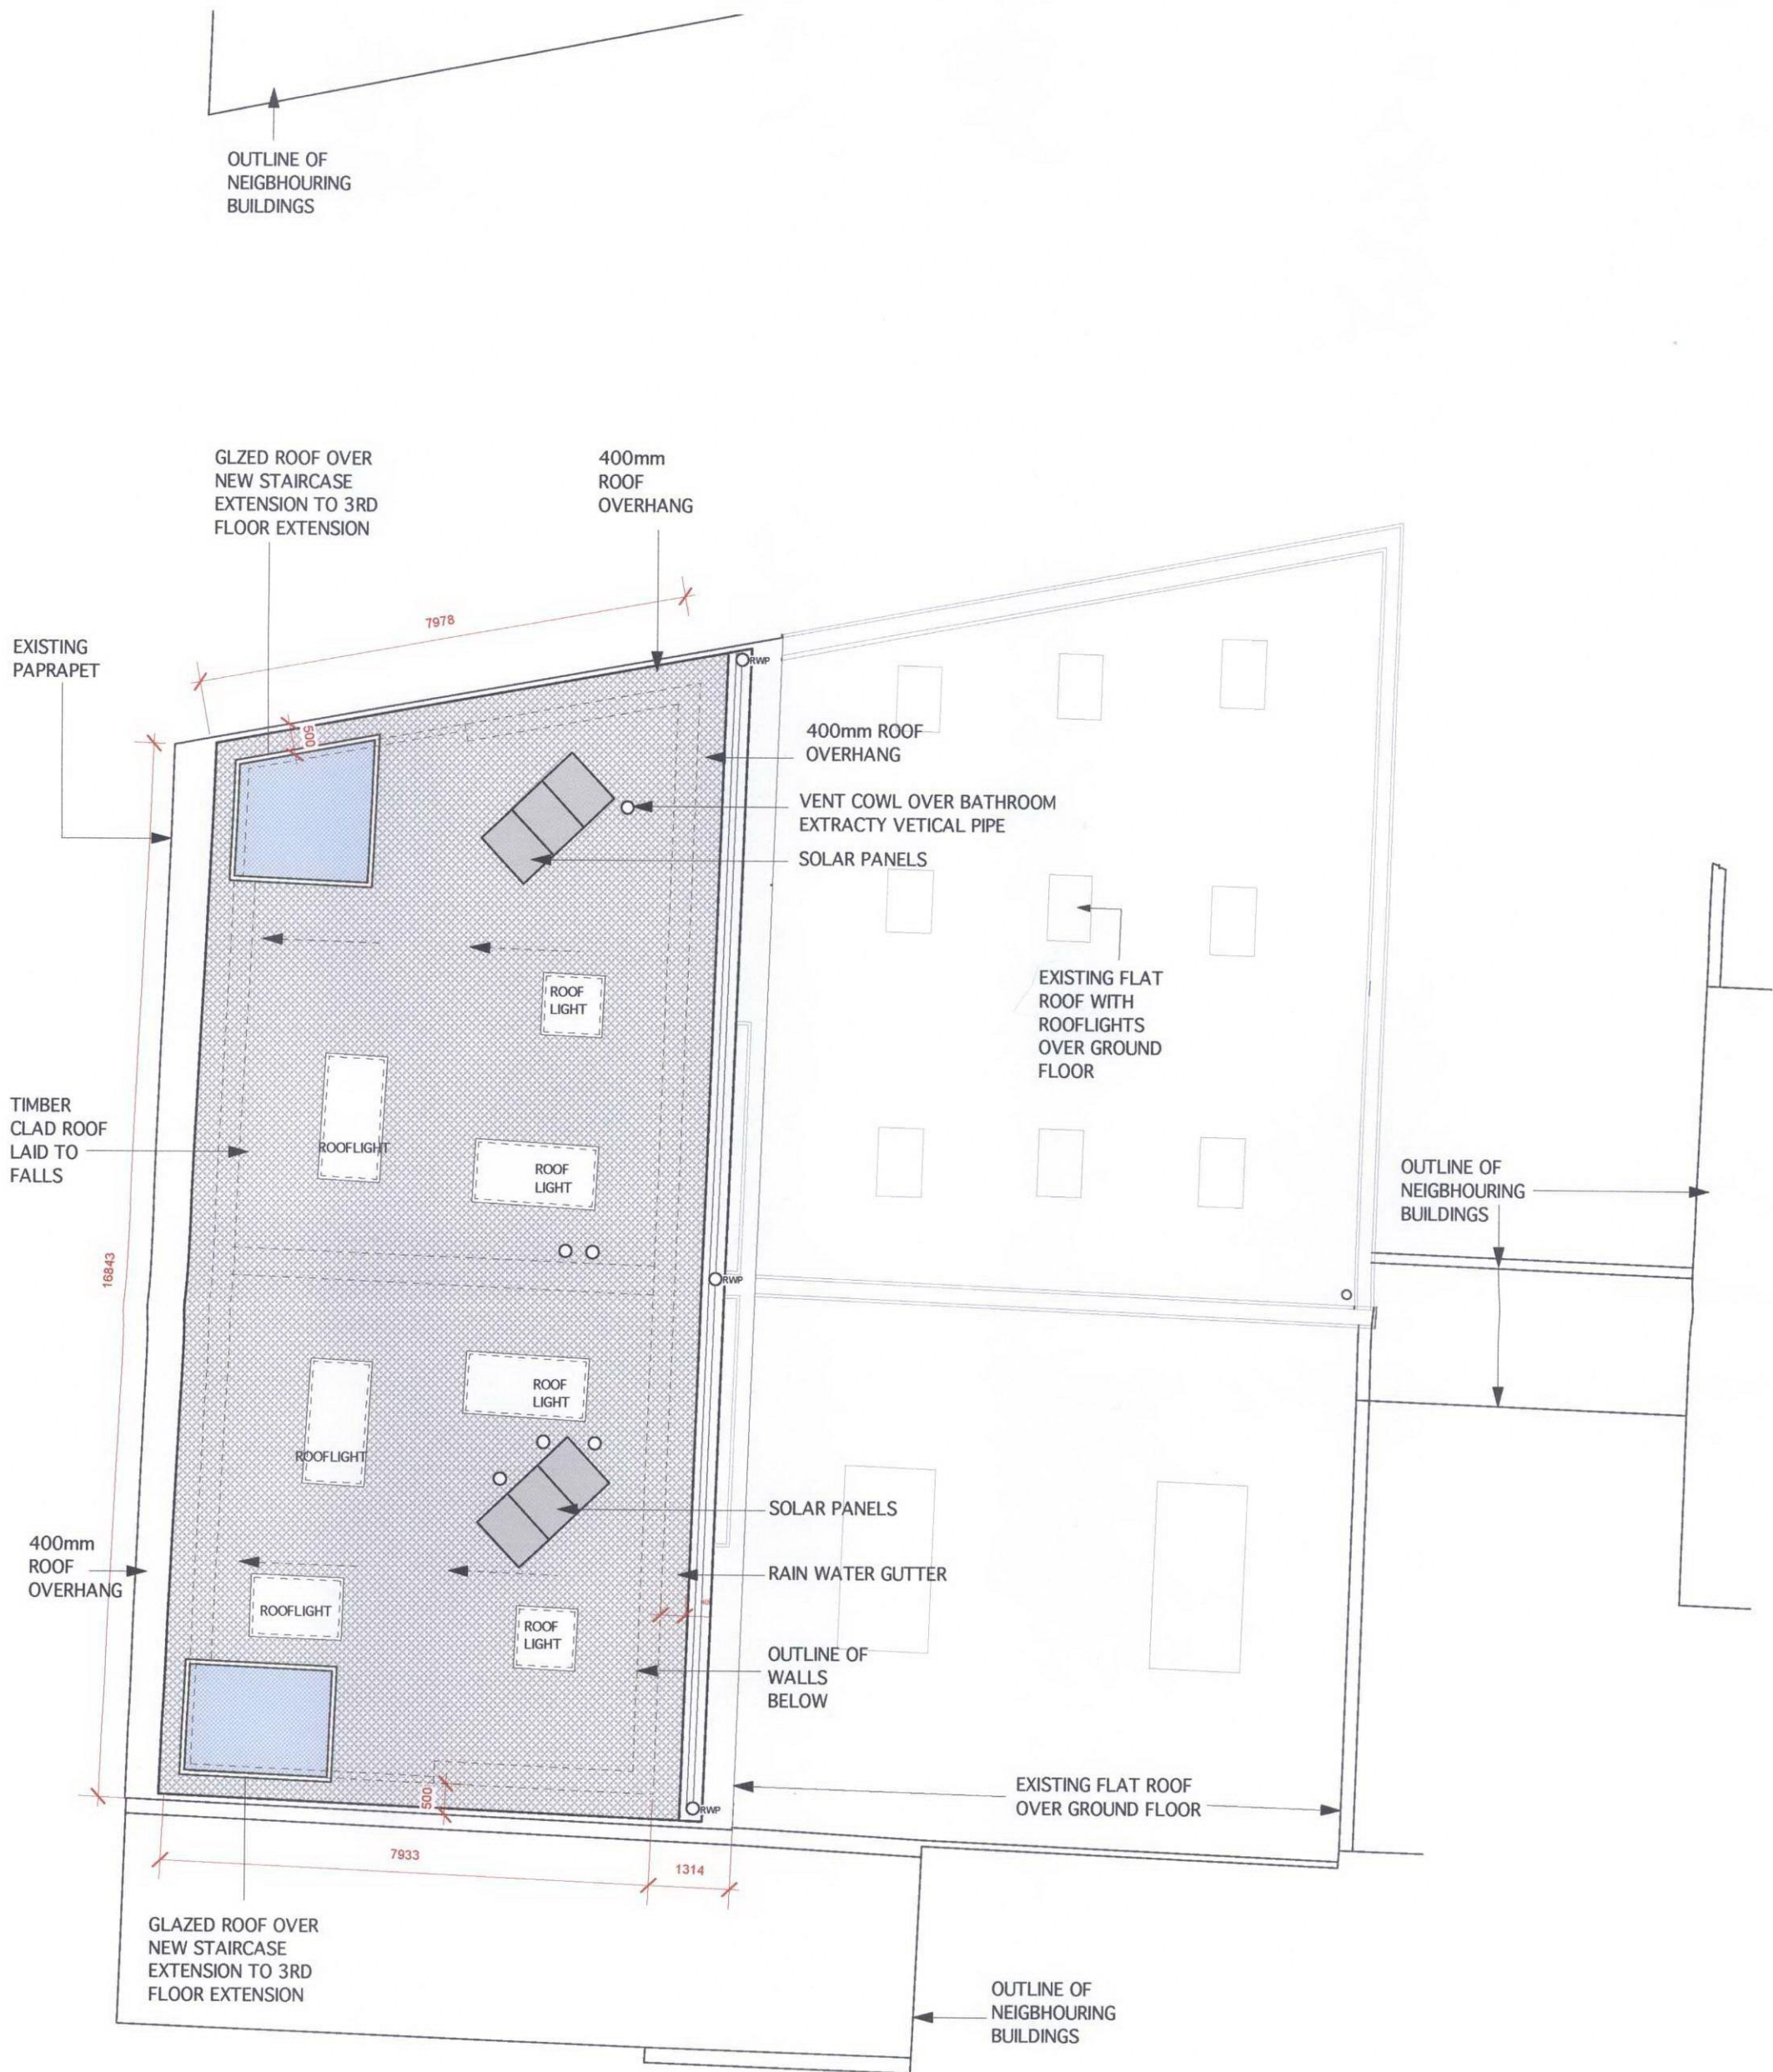 OUTLINE OF
NEIGBHOURING
BUILDINGS
GLZED ROOF OVER
NEW STAIRCASE
EXTENSION TO 3RD
FLOOR EXTENSION
400mm
ROOF
OVERHANG
7978
EXISTING
PAPRAPET
RWP
500
400mm ROOF
OVERHANG
VENT COWL OVER BATHROOM
EXTRACTY VETICAL PIPE
SOLAR PANELS
ROOF
LIGHT
EXISTING FLAT
ROOF WITH
ROOFLIGHTS
OVER GROUND
FLOOR
TIMBER
CLAD ROOF
LAID TO
FALLS
ROOFLIGHT
ROOF
LIGHT
OUTLINE OF
NEIGBHOURING
BUILDINGS
16843
RWP
ROOF
LIGHT
ROOFLIGHT
SOLAR PANELS
400mm
ROOF
OVERHANG
RAIN WATER GUTTER
ROOFLIGHT
ROOF
LIGHT
OUTLINE OF
WALLS
BELOW
500
RWP
EXISTING FLAT ROOF
OVER GROUND FLOOR
7933
1314
GLAZED ROOF OVER
NEW STAIRCASE
EXTENSION TO 3RD
FLOOR EXTENSION
OUTLINE OF
NEIGBHOURING
BUILDINGS